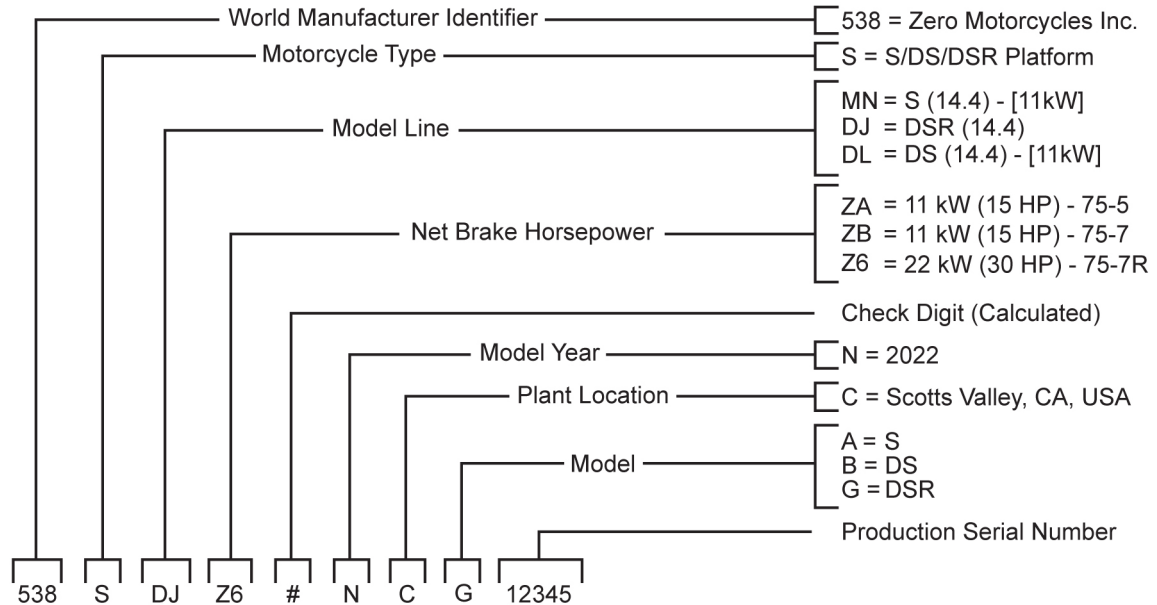 World Manufacturer Identifier
538 = Zero Motorcycles Inc.
Motorcycle Type
S = S/DS/DSR Platform
Model Line
MN = S (14.4) - [11kW]
DJ = DSR (14.4)
DL = DS (14.4) - [11kW]
Net Brake Horsepower
ZA = 11 kW (15 HP) - 75-5
ZB = 11 kW (15 HP) - 75-7
Z6 = 22 kW (30 HP) - 75-7R
Check Digit (Calculated)
Model Year
N = 2022
Plant Location
C = Scotts Valley, CA, USA
Model
A = S
B = DS
G = DSR
Production Serial Number
538 S DJ Z6 # N C G 12345